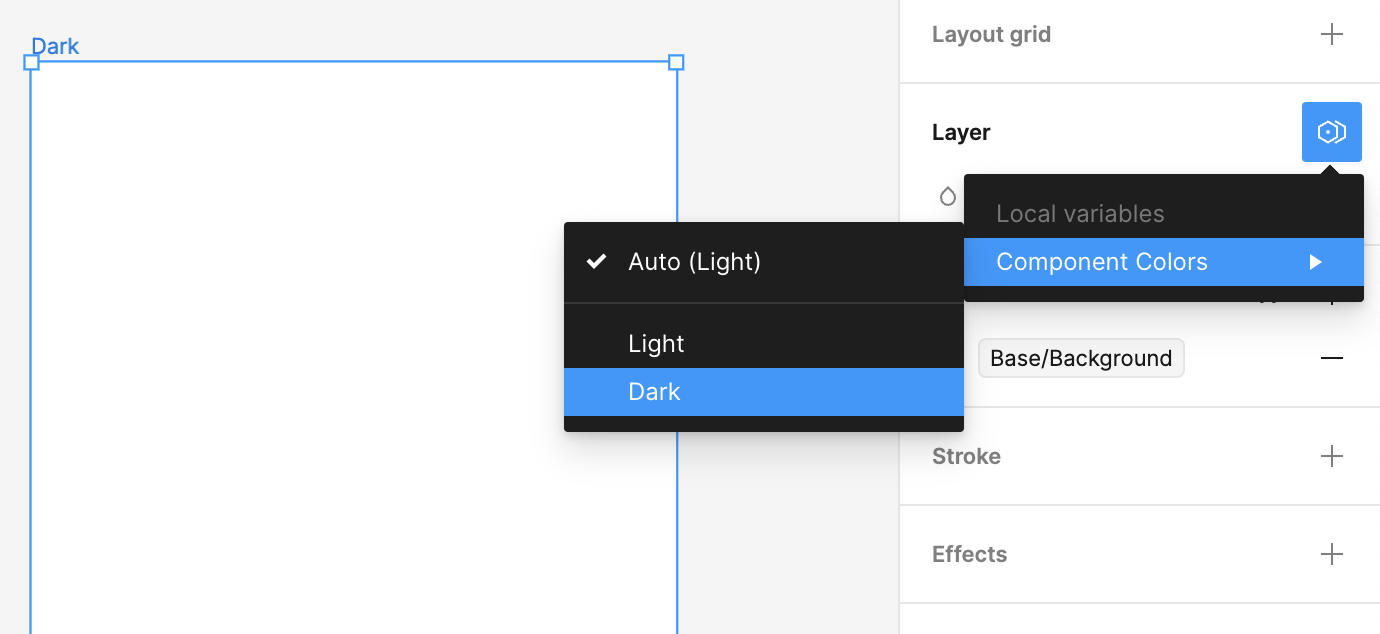 Dark
Layout grid
Layer
Local variables
Component Colors
Auto (Light)
Light
Dark
Base/Background
Stroke
Effects